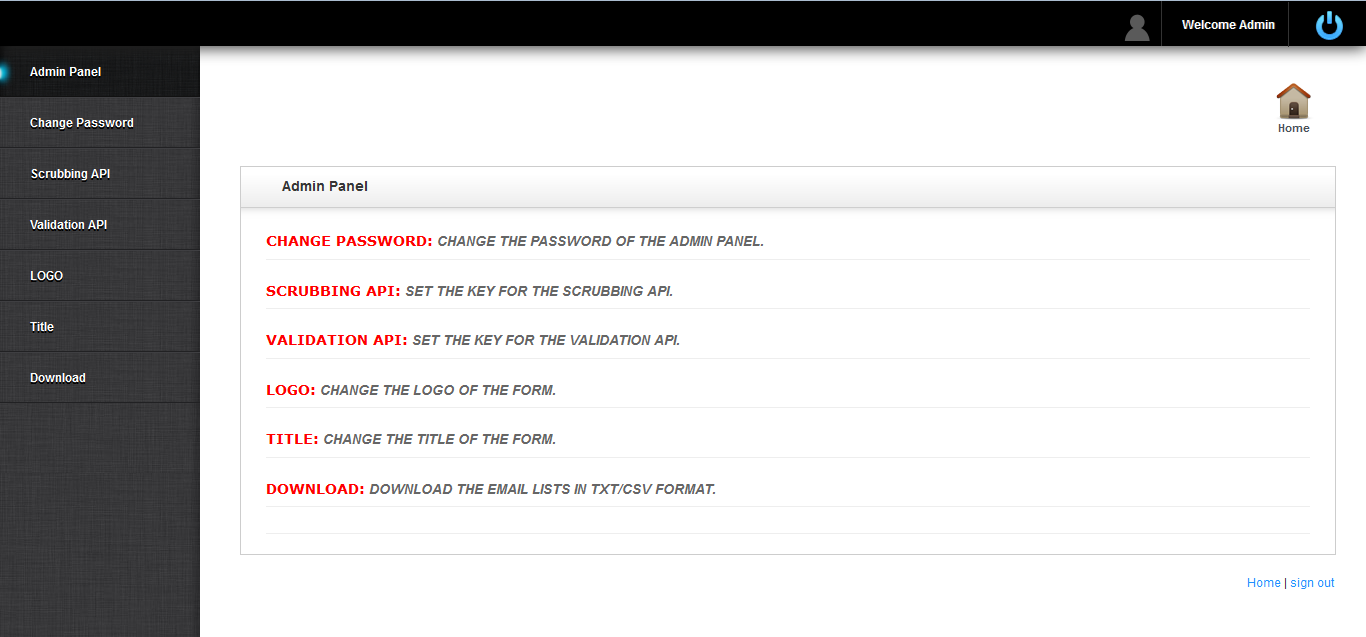 Welcome Admin
Admin Panel
Change Password
Scrubbing API
Validation API
LOGO
Title
Download
Home
Admin Panel
CHANGE PASSWORD: CHANGE THE PASSWORD OF THE ADMIN PANEL.
SCRUBBING API: SET THE KEY FOR THE SCRUBBING API.
VALIDATION API: SET THE KEY FOR THE VALIDATION API.
LOGO: CHANGE THE LOGO OF THE FORM.
TITLE: CHANGE THE TITLE OF THE FORM.
DOWNLOAD: DOWNLOAD THE EMAIL LISTS IN TXT/CSV FORMAT.
Home | sign out